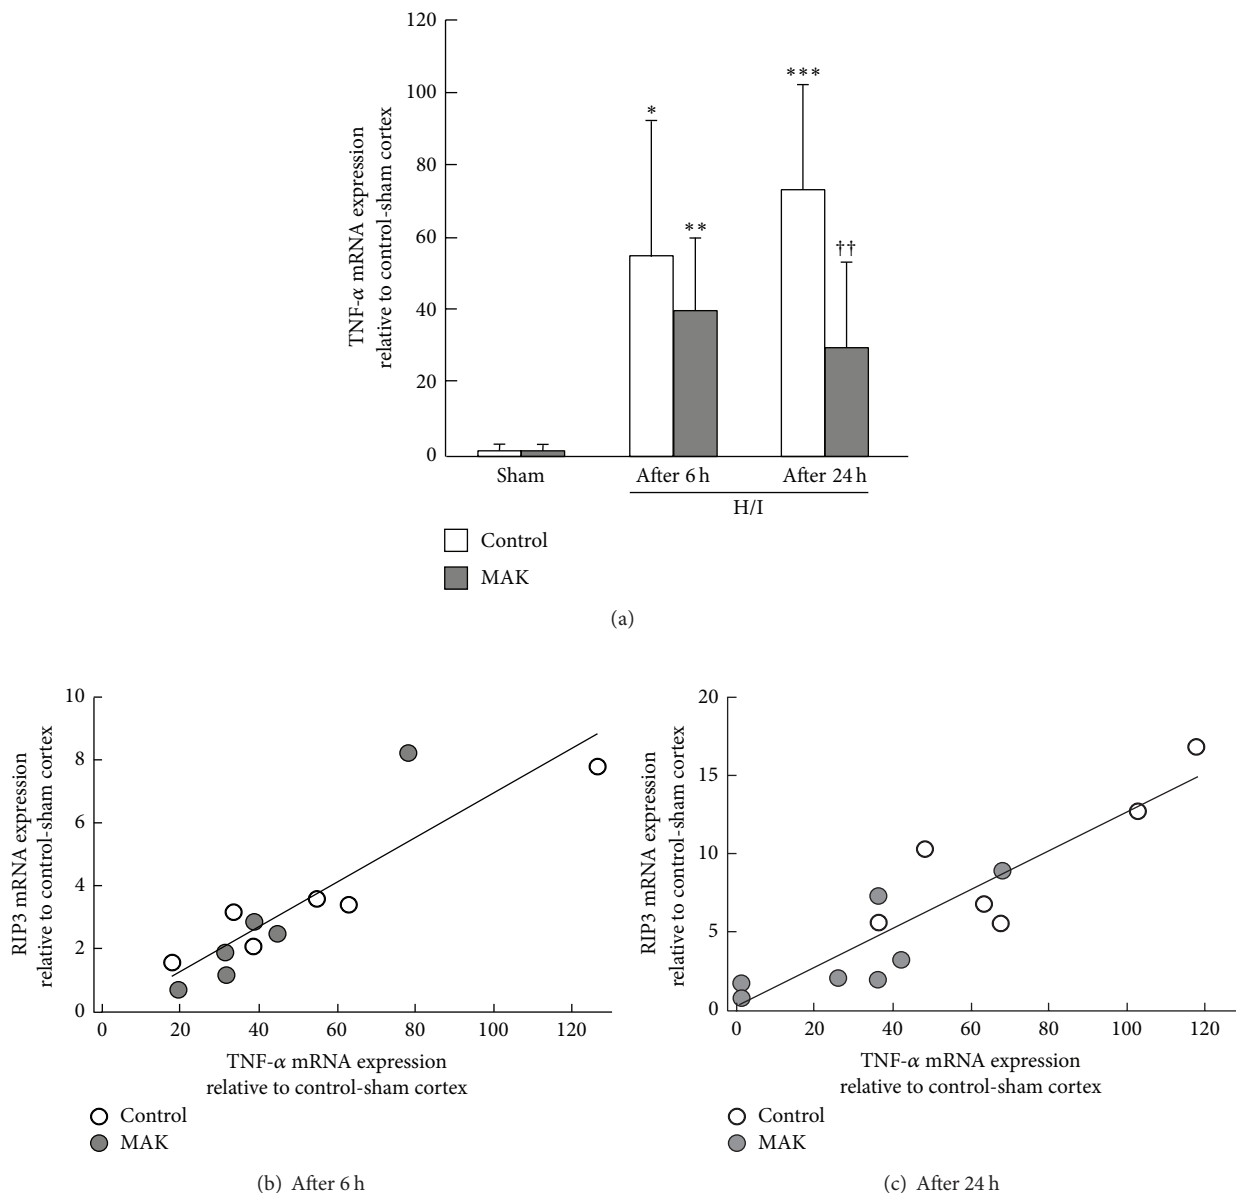 TNF-α mRNA expression
relative to control-sham cortex
120
100
80
60
40
20
0
*
**
***
††
Sham
After 6 h
After 24 h
H/I
Control
MAK
(a)
RIP3 mRNA expression
relative to control-sham cortex
10
8
6
4
2
0
0 20 40 60 80 100 120
TNF-α mRNA expression
relative to control-sham cortex
Control
MAK
(b) After 6 h
RIP3 mRNA expression
relative to control-sham cortex
20
15
10
5
0
0 20 40 60 80 100 120
TNF-α mRNA expression
relative to control-sham cortex
Control
MAK
(c) After 24 h